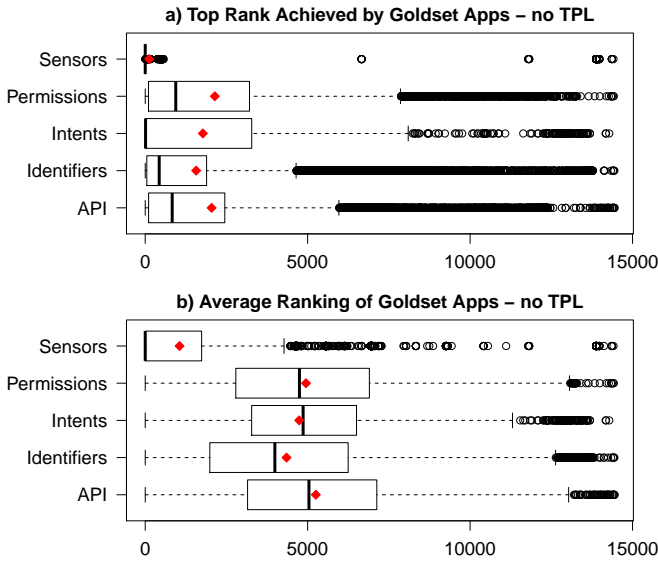 a) Top Rank Achieved by Goldset Apps – no TPL
Sensors
Permissions
Intents
Identifiers
API
0 5000 10000 15000
b) Average Ranking of Goldset Apps – no TPL
Sensors
Permissions
Intents
Identifiers
API
0 5000 10000 15000